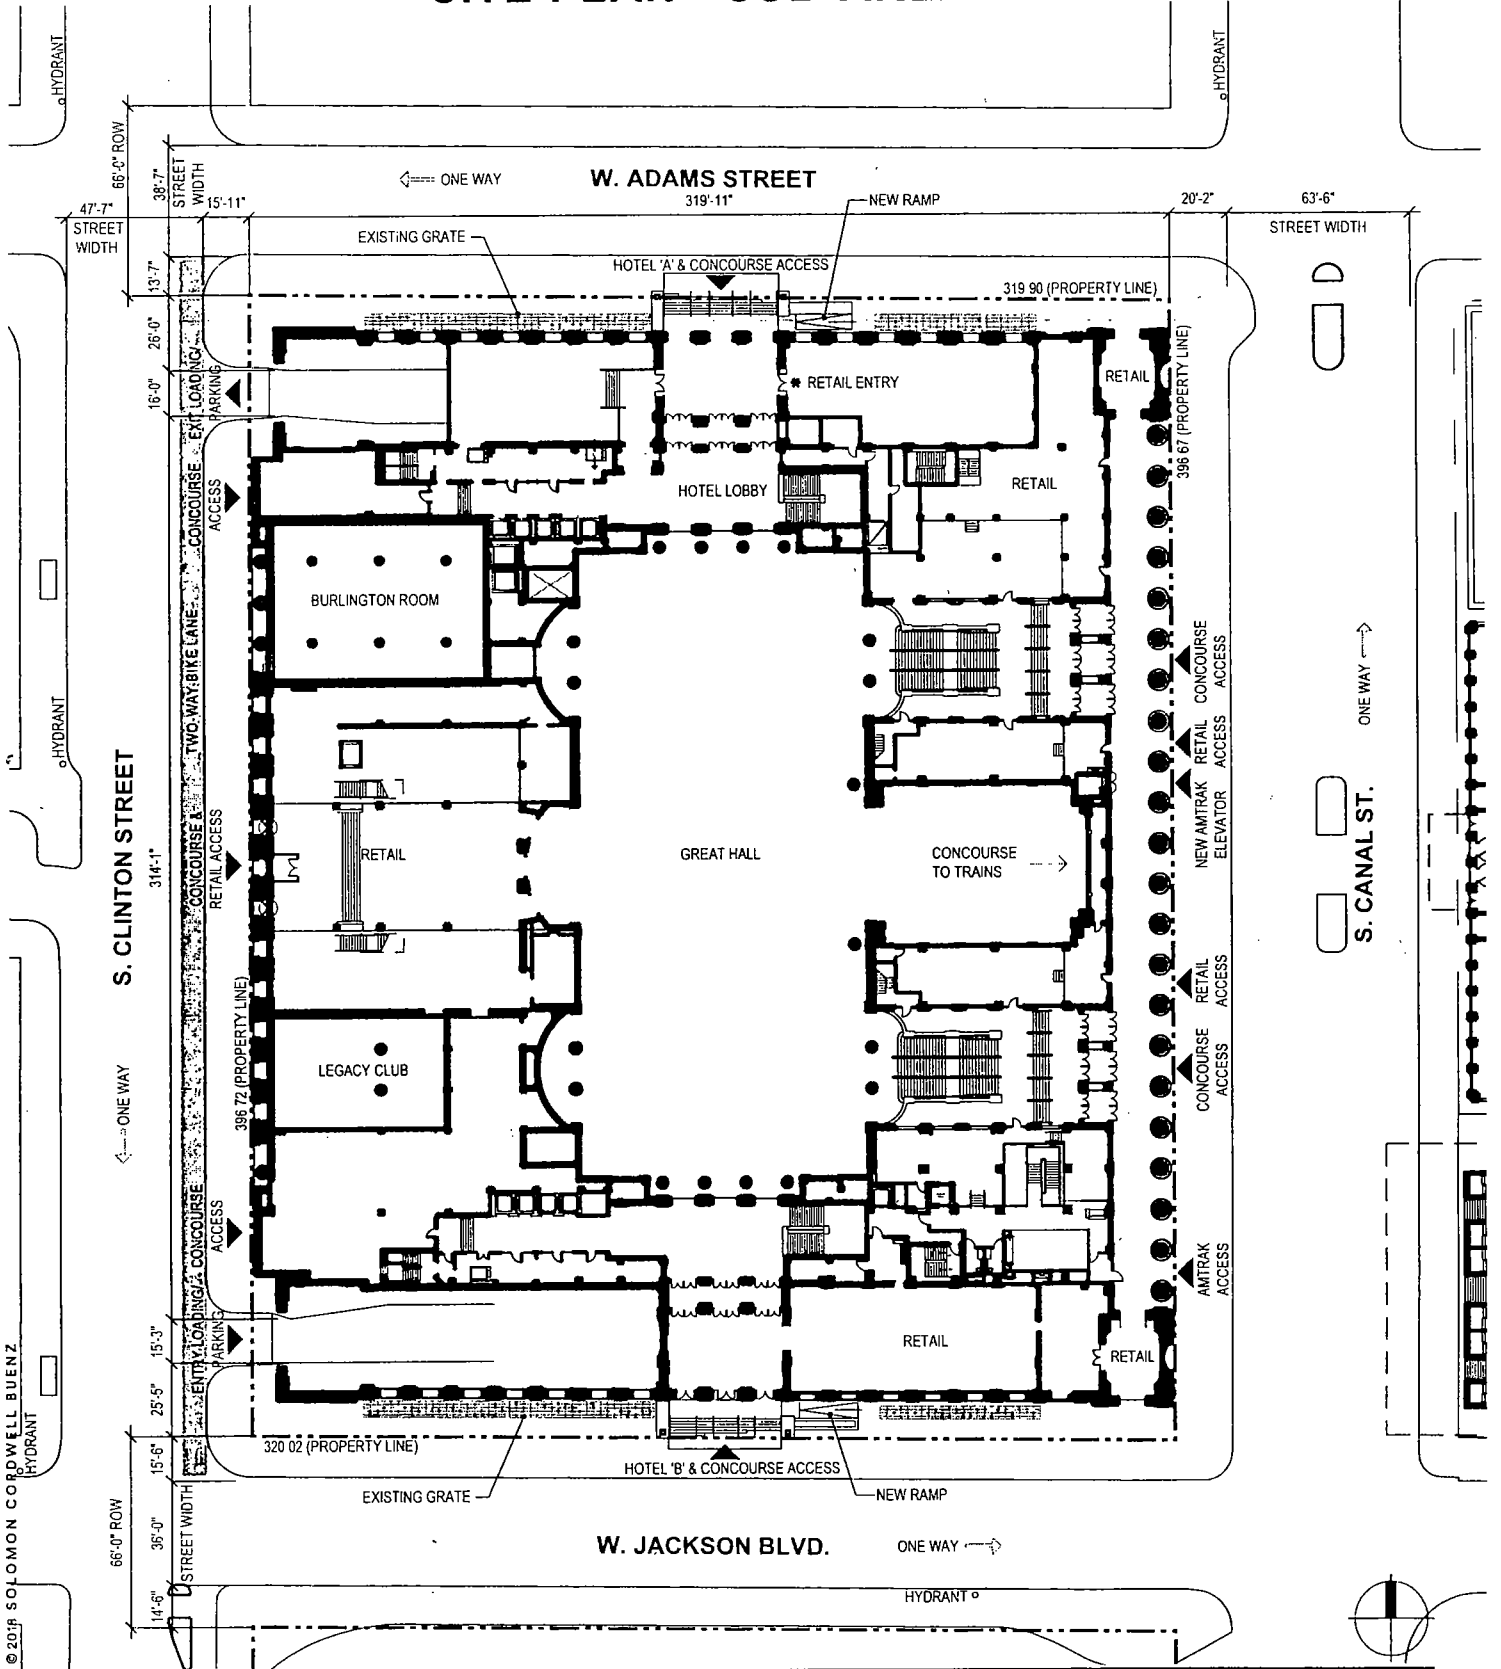 HYDRANT
HYDRANT
66'-0" ROW
38'-7"
STREET
WIDTH
⇐ ONE WAY
W. ADAMS STREET
47'-7"
STREET
WIDTH
15'-11"
319'-11"
NEW RAMP
20'-2"
63'-6"
STREET WIDTH
EXISTING GRATE
HOTEL 'A' & CONCOURSE ACCESS
13'-7"
319 90 (PROPERTY LINE)
26'-0"
16'-0"
EXIT LOADING/
PARKING
* RETAIL ENTRY
RETAIL
396 67 (PROPERTY LINE)
CONCOURSE
ACCESS
HOTEL LOBBY
RETAIL
BURLINGTON ROOM
TWO-WAY BIKE LANE
CONCOURSE &
CONCOURSE
ACCESS
ONE WAY
HYDRANT
RETAIL
ACCESS
S. CLINTON STREET
314'-1"
RETAIL ACCESS
RETAIL
GREAT HALL
CONCOURSE
TO TRAINS
NEW AMTRAK
ELEVATOR
S. CANAL ST.
396 72 (PROPERTY LINE)
RETAIL
ACCESS
ONE WAY
LEGACY CLUB
CONCOURSE
ACCESS
CONCOURSE
ACCESS
AMTRAK
ACCESS
ENTRY LOADING/
PARKING
15'-3"
RETAIL
RETAIL
25'-5"
320 02 (PROPERTY LINE)
15'-6"
HOTEL 'B' & CONCOURSE ACCESS
EXISTING GRATE
NEW RAMP
HYDRANT
66'-0" ROW
36'-0"
STREET WIDTH
W. JACKSON BLVD.
ONE WAY
14'-6"
HYDRANT
© 2018 SOLOMON CORDWELL BUENZ